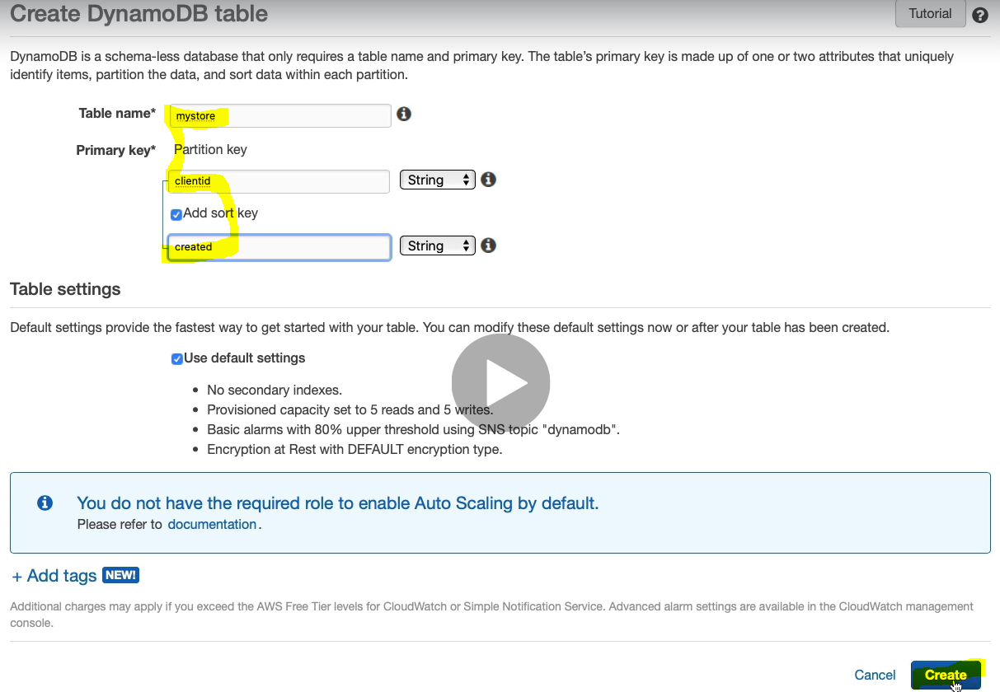 Create DynamoDB table
Tutorial
DynamoDB is a schema-less database that only requires a table name and primary key. The table's primary key is made up of one or two attributes that uniquely
identify items, partition the data, and sort data within each partition.
Table name* mystore
Primary key* Partition key
clientid String
Add sort key
created String
Table settings
Default settings provide the fastest way to get started with your table. You can modify these default settings now or after your table has been created.
Use default settings
No secondary indexes.
Provisioned capacity set to 5 reads and 5 writes.
Basic alarms with 80% upper threshold using SNS topic "dynamodb".
Encryption at Rest with DEFAULT encryption type.
You do not have the required role to enable Auto Scaling by default.
Please refer to documentation.
+ Add tags NEW!
Additional charges may apply if you exceed the AWS Free Tier levels for CloudWatch or Simple Notification Service. Advanced alarm settings are available in the CloudWatch management
console.
Cancel Create